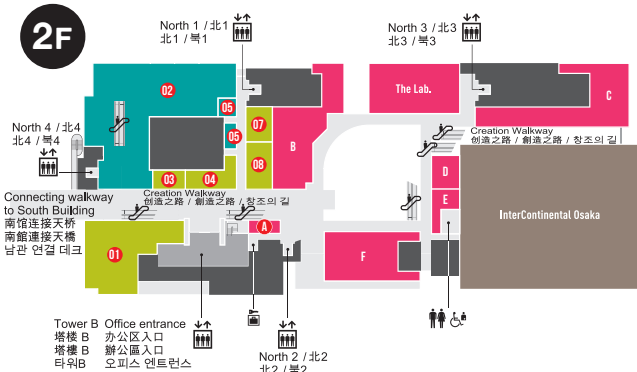 2F
North 1 / 北1
北1 / 북1
North 3 / 北3
北3 / 북3
02
The Lab.
C
05
North 4 / 北4
北4 / 북4
07
05
B
Creation Walkway
创造之路 / 創造之路 / 창조의 길
08
03
04
D
Connecting walkway
to South Building
南馆连接天桥
南館連接天橋
남관 연결 데크
Creation Walkway
创造之路 / 創造之路 / 창조의 길
E
InterContinental Osaka
A
01
F
Tower B Office entrance
塔楼 B 办公区入口
塔樓 B 辦公區入口
타워B 오피스 엔트런스
North 2 / 北2
北2 / 북2